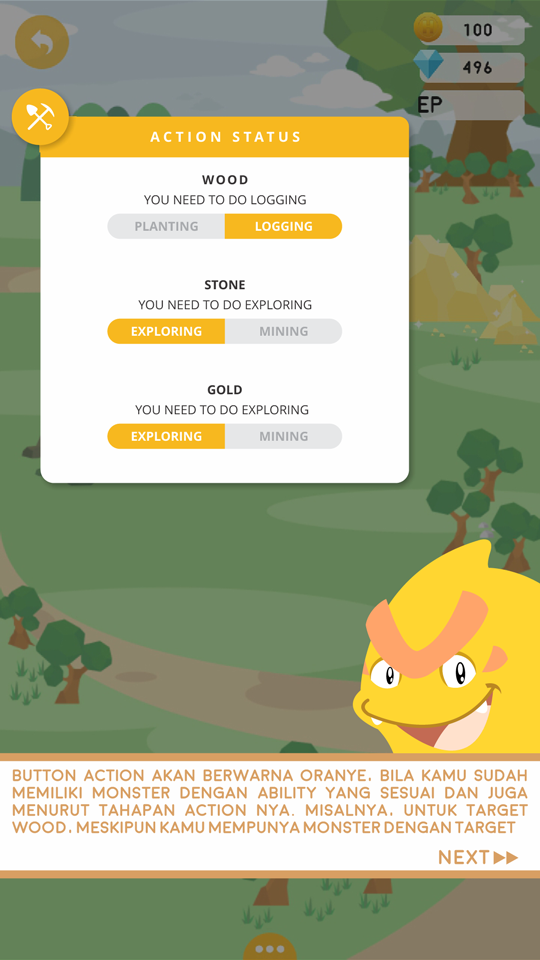 100
496
EP
ACTION STATUS
WOOD
YOU NEED TO DO LOGGING
PLANTING LOGGING
STONE
YOU NEED TO DO EXPLORING
EXPLORING MINING
GOLD
YOU NEED TO DO EXPLORING
EXPLORING MINING
BUTTON ACTION AKAN BERWARNA ORANYE, BILA KAMU SUDAH
MEMILIKI MONSTER DENGAN ABILITY YANG SESUAI DAN JUGA
MENURUT TAHAPAN ACTION NYA. MISALNYA, UNTUK TARGET
WOOD, MESKIPUN KAMU MEMPUNYA MONSTER DENGAN TARGET
NEXT